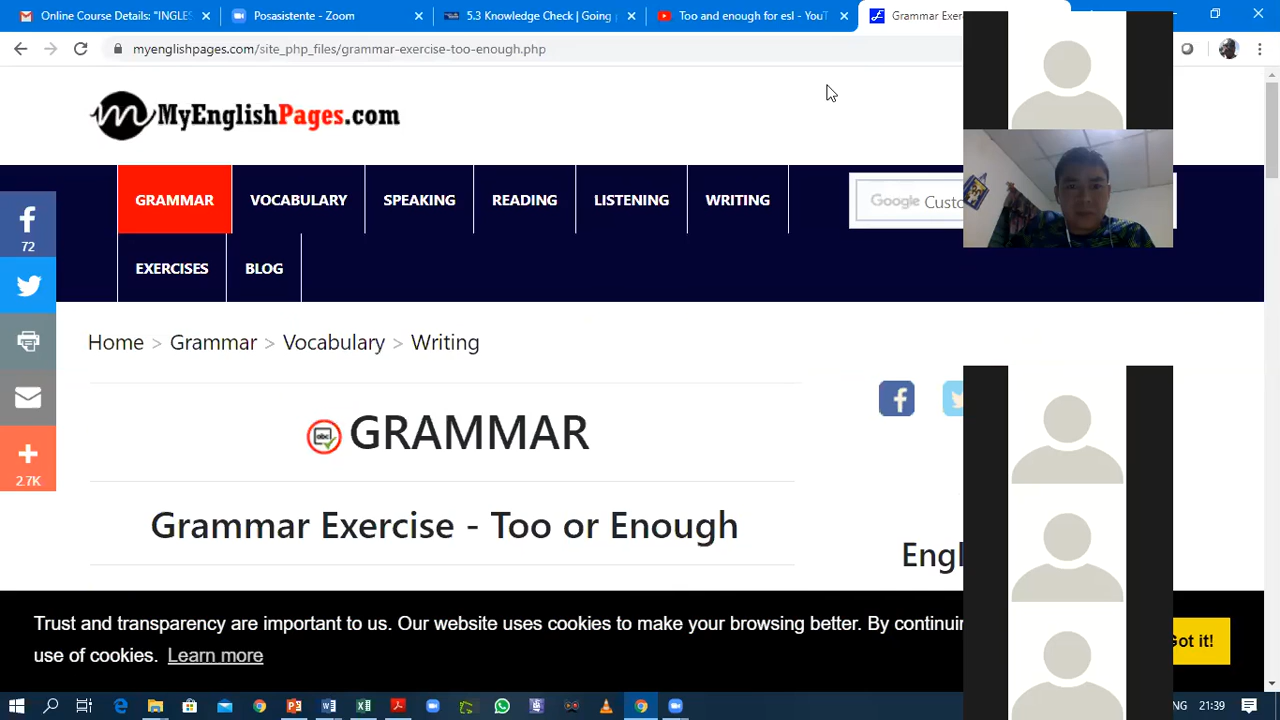 Online Course Details: "INGLES
Posasistente - Zoom
5.3 Knowledge Check | Going
Too and enough for esl - YouT
Grammar Exer
myenglishpages.com/site_php_files/grammar-exercise-too-enough.php
MyEnglishPages.com
GRAMMAR
VOCABULARY
SPEAKING
READING
LISTENING
WRITING
Google Custo
72
EXERCISES
BLOG
Home > Grammar > Vocabulary > Writing
GRAMMAR
2.7K
Grammar Exercise - Too or Enough
Engl
Trust and transparency are important to us. Our website uses cookies to make your browsing better. By continuin
use of cookies. Learn more
Got it!
ENG
21:39